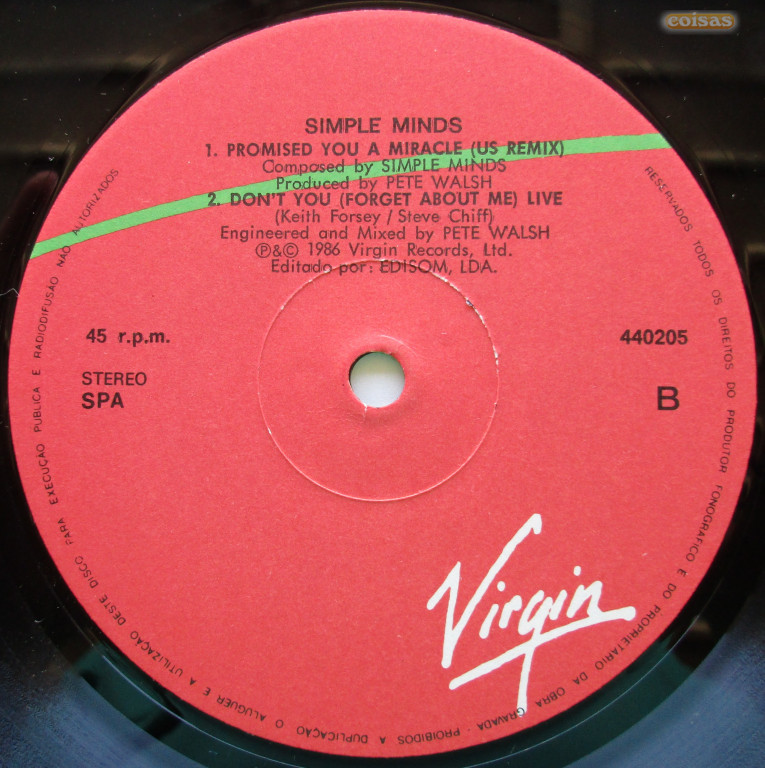 coisas
SIMPLE MINDS
1. PROMISED YOU A MIRACLE (US REMIX)
Composed by SIMPLE MINDS
Produced by PETE WALSH
2. DON'T YOU (FORGET ABOUT ME) LIVE
(Keith Forsey / Steve Chiff)
Engineered and Mixed by PETE WALSH
℗&© 1986 Virgin Records, Ltd.
Editado por: EDISOM, LDA.
45 r.p.m.
440205
STEREO
SPA
B
Virgin
RESERVADOS TODOS OS DIREITOS DO PRODUTOR FONOGRAFICO E DO PROPRIETARIO DA OBRA GRAVADA - PROIBIDOS A DUPLICAÇÃO O ALUGUER E A UTILIZAÇÃO DESTE DISCO PARA EXECUÇÃO PUBLICA E RADIODIFUSÃO NÃO AUTORIZADOS